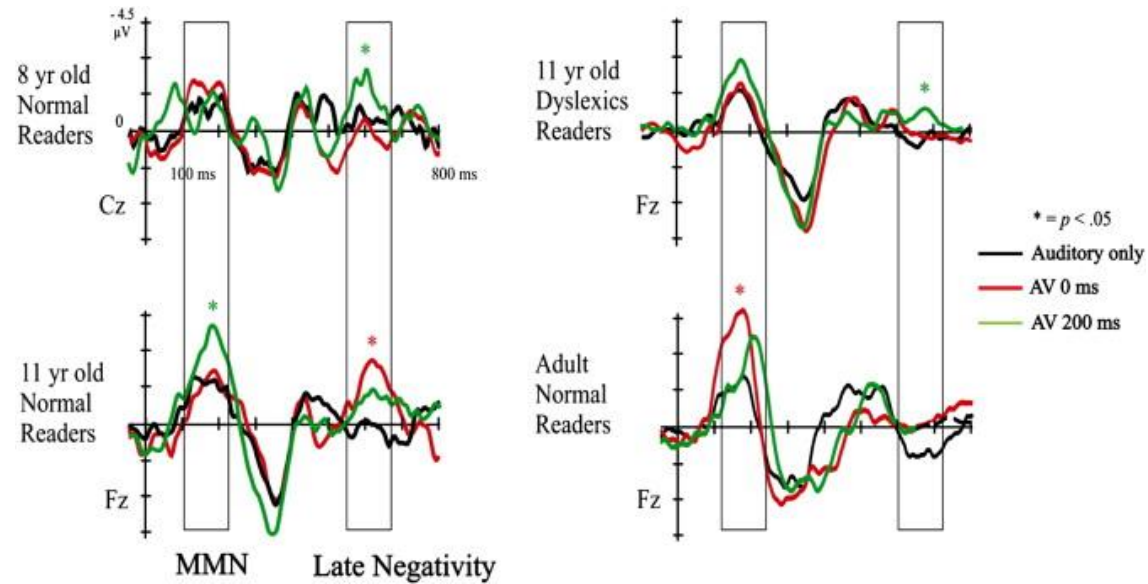 - 4.5
µV
8 yr old
Normal
Readers
0
100 ms
800 ms
Cz
*
11 yr old
Dyslexics
Readers
Fz
*
* = p < .05
Auditory only
AV 0 ms
AV 200 ms
11 yr old
Normal
Readers
Fz
*
*
MMN
Late Negativity
Adult
Normal
Readers
Fz
*